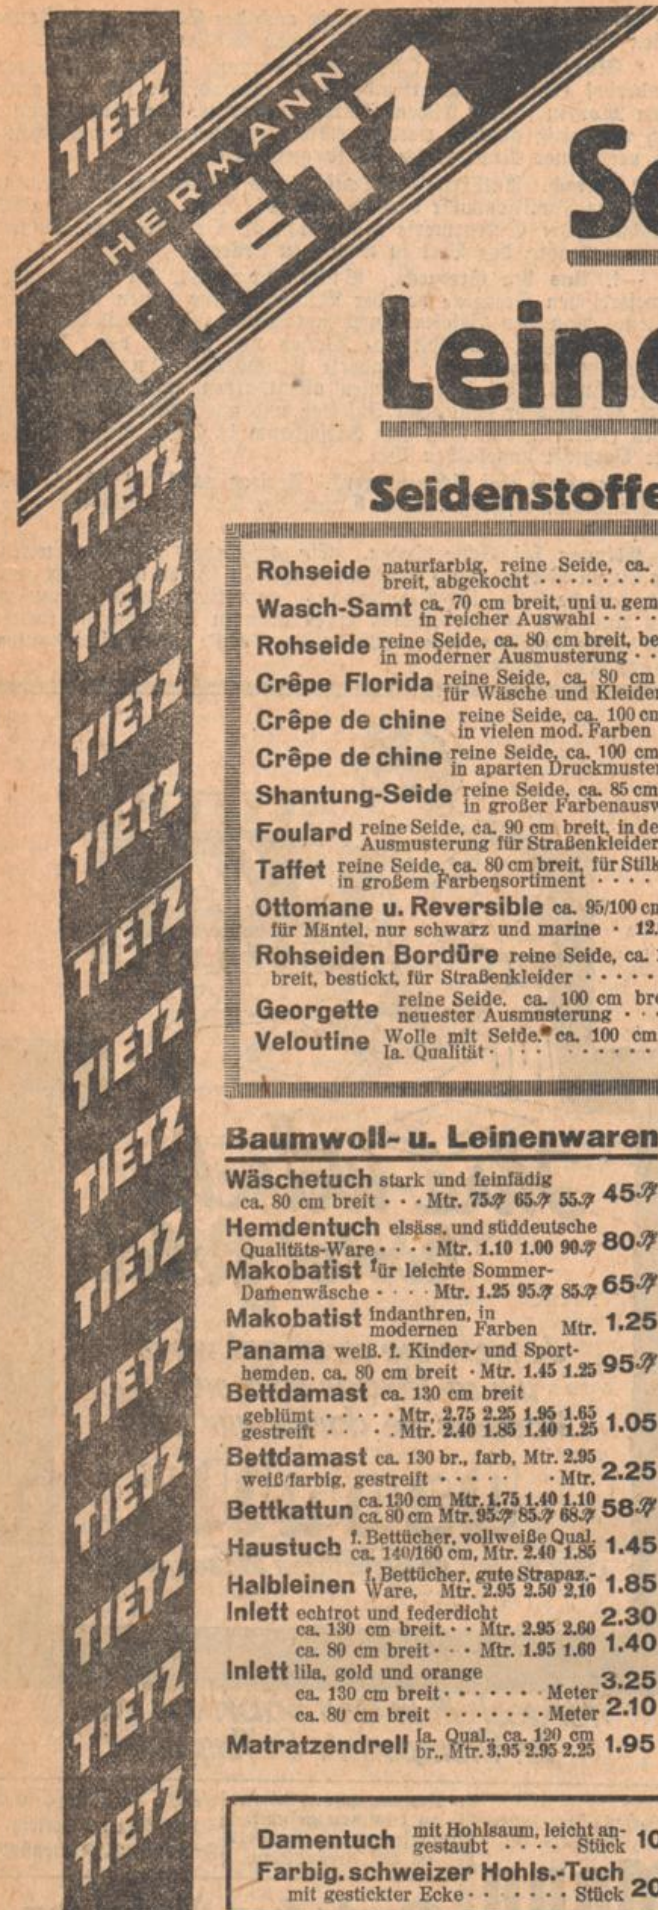 TIETZ
HERMANN
TIETZ
TIETZ
TIETZ
TIETZ
TIETZ
TIETZ
TIETZ
TIETZ
TIETZ
TIETZ
TIETZ
TIETZ
TIETZ
TIETZ
Se
Leine
Seidenstoffe
Rohseide naturfarbig, reine Seide, ca.
breit, abgekocht · · · · · · · ·
Wasch-Samt ca. 70 cm breit, uni u. gem
in reicher Auswahl · · · ·
Rohseide reine Seide, ca. 80 cm breit, be
in moderner Ausmusterung · ·
Crêpe Florida reine Seide, ca. 80 cm
für Wäsche und Kleider
Crêpe de chine reine Seide, ca. 100 cm
in vielen mod. Farben
Crêpe de chine reine Seide, ca. 100 cm
in aparten Druckmuster
Shantung-Seide reine Seide, ca. 85 cm
in großer Farbenausw
Foulard reine Seide, ca. 90 cm breit, in de
Ausmusterung für Straßenkleider
Taffet reine Seide, ca. 80 cm breit, für Stilk
in großem Farbensortiment · · · ·
Ottomane u. Reversible ca. 95/100 cm
für Mäntel, nur schwarz und marine · 12.
Rohseiden Bordüre reine Seide, ca.
breit, bestickt, für Straßenkleider · · · · ·
Georgette reine Seide. ca. 100 cm bre
neuester Ausmusterung · · ·
Veloutine Wolle mit Seide. ca. 100 cm
Ia. Qualität · · · · · · · · ·
Baumwoll- u. Leinenwaren
Wäschetuch stark und feinfädig
ca. 80 cm breit · · · Mtr. 75₰ 65₰ 55₰ 45₰
Hemdentuch elsäss. und süddeutsche
Qualitäts-Ware · · · · Mtr. 1.10 1.00 90₰ 80₰
Makobatist für leichte Sommer-
Damenwäsche · · · · Mtr. 1.25 95₰ 85₰ 65₰
Makobatist indanthren, in
modernen Farben Mtr. 1.25
Panama weiß. f. Kinder- und Sport-
hemden. ca. 80 cm breit · Mtr. 1.45 1.25 95₰
Bettdamast ca. 130 cm breit
geblümt · · · · · Mtr. 2.75 2.25 1.95 1.65
gestreift · · · · · Mtr. 2.40 1.85 1.40 1.25 1.05
Bettdamast ca. 130 br., farb, Mtr. 2.95
weiß/farbig, gestreift · · · · · · Mtr. 2.25
Bettkattun ca. 130 cm Mtr. 1.75 1.40 1.10
ca. 80 cm Mtr. 95₰ 85₰ 68₰ 58₰
Haustuch f. Bettücher, vollweiße Qual.
ca. 140/160 cm, Mtr. 2.40 1.85 1.45
Halbleinen f. Bettücher, gute Strapaz.-
Ware, Mtr. 2.95 2.50 2,10 1.85
Inlett echtrot und federdicht
ca. 130 cm breit. · · Mtr. 2.95 2.60 2.30
ca. 80 cm breit · · · Mtr. 1.95 1.60 1.40
Inlett lila, gold und orange
ca. 130 cm breit · · · · · · · Meter 3.25
ca. 80 cm breit · · · · · · · Meter 2.10
Matratzendrell Ia. Qual., ca. 120 cm
br., Mtr. 3.95 2.95 2.25 1.95
Damentuch mit Hohlsaum, leicht an-
gestaubt · · · · Stück 10
Farbig. schweizer Hohls.-Tuch
mit gestickter Ecke · · · · · · · Stück 20